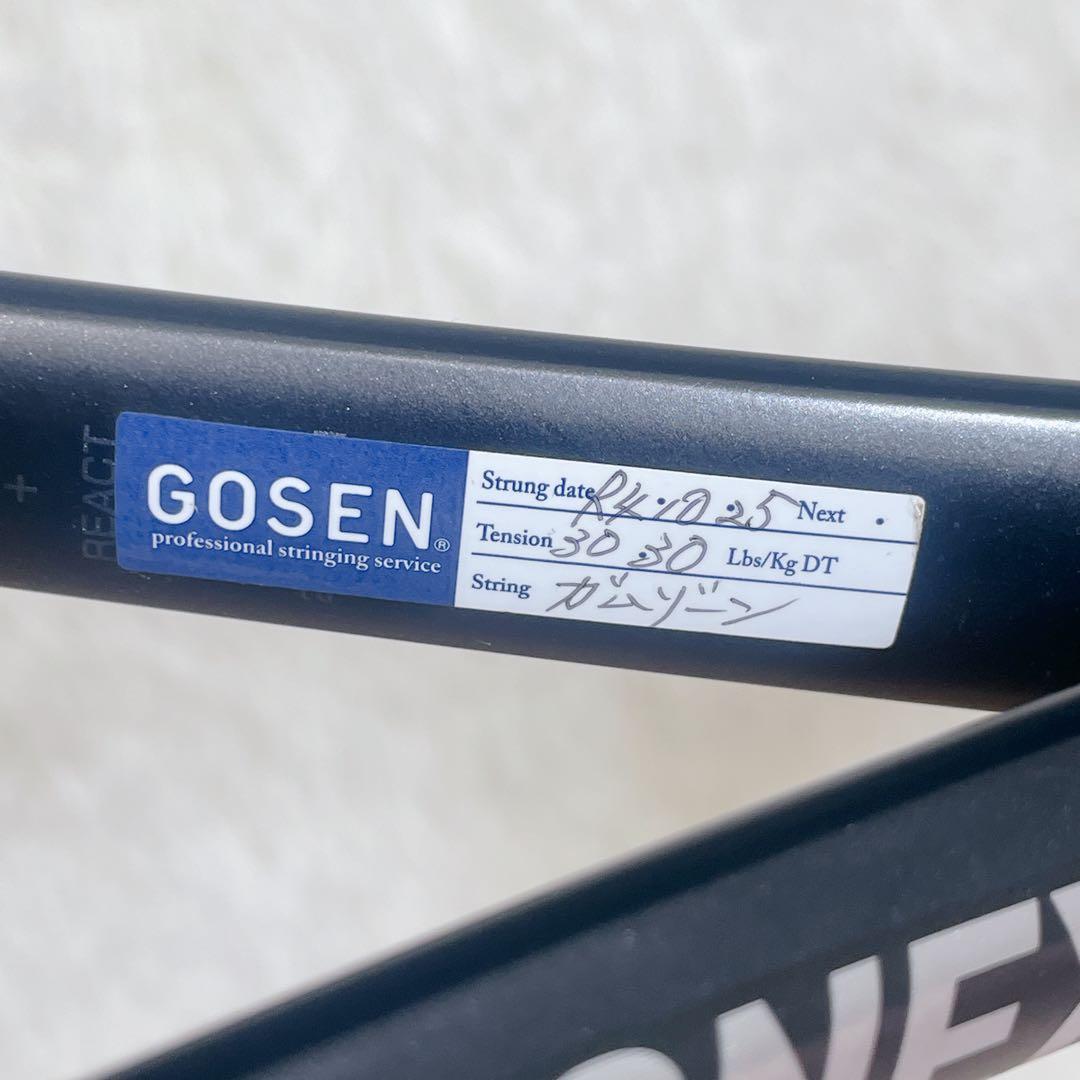 REACT
GOSEN®
professional stringing service
Strung date R4.10.25 Next .
Tension 30.30 Lbs/Kg DT
String ガムゾーン
ONEX